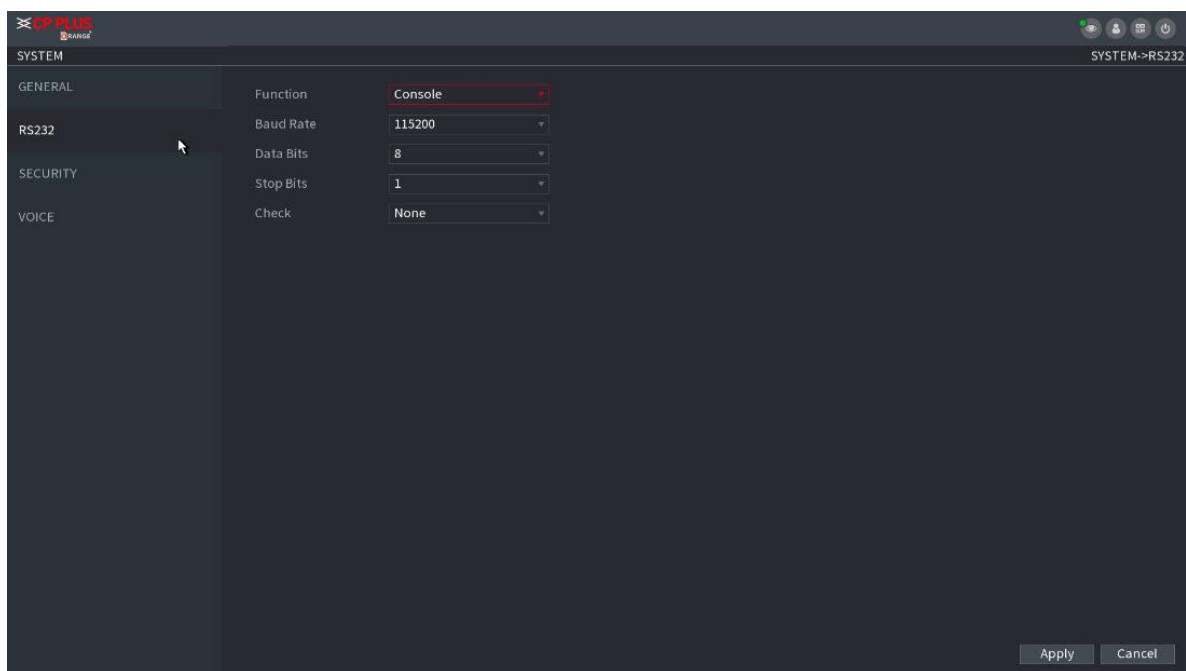 CP PLUS
ORANGE
SYSTEM SYSTEM->RS232
GENERAL
RS232
SECURITY
VOICE
Function Console
Baud Rate 115200
Data Bits 8
Stop Bits 1
Check None
Apply Cancel